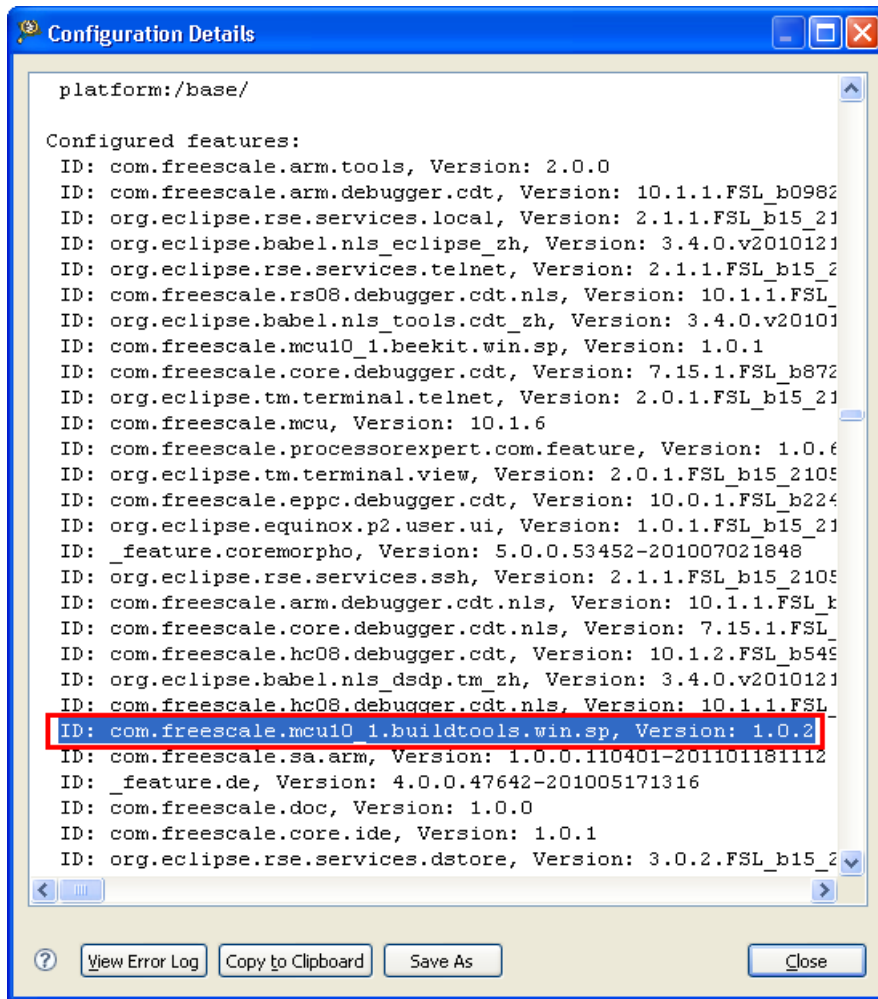 Configuration Details
platform:/base/
Configured features:
ID: com.freescale.arm.tools, Version: 2.0.0
ID: com.freescale.arm.debugger.cdt, Version: 10.1.1.FSL_b0982
ID: org.eclipse.rse.services.local, Version: 2.1.1.FSL_b15_21
ID: org.eclipse.babel.nls_eclipse_zh, Version: 3.4.0.v2010121
ID: org.eclipse.rse.services.telnet, Version: 2.1.1.FSL_b15_2
ID: com.freescale.rs08.debugger.cdt.nls, Version: 10.1.1.FSL_
ID: org.eclipse.babel.nls_tools.cdt_zh, Version: 3.4.0.v20101
ID: com.freescale.mcu10_1.beekit.win.sp, Version: 1.0.1
ID: com.freescale.core.debugger.cdt, Version: 7.15.1.FSL_b872
ID: org.eclipse.tm.terminal.telnet, Version: 2.0.1.FSL_b15_21
ID: com.freescale.mcu, Version: 10.1.6
ID: com.freescale.processorexpert.com.feature, Version: 1.0.6
ID: org.eclipse.tm.terminal.view, Version: 2.0.1.FSL_b15_2105
ID: com.freescale.eppc.debugger.cdt, Version: 10.0.1.FSL_b224
ID: org.eclipse.equinox.p2.user.ui, Version: 1.0.1.FSL_b15_21
ID: _feature.coremorpho, Version: 5.0.0.53452-201007021848
ID: org.eclipse.rse.services.ssh, Version: 2.1.1.FSL_b15_2105
ID: com.freescale.arm.debugger.cdt.nls, Version: 10.1.1.FSL_b
ID: com.freescale.core.debugger.cdt.nls, Version: 7.15.1.FSL_
ID: com.freescale.hc08.debugger.cdt, Version: 10.1.2.FSL_b549
ID: org.eclipse.babel.nls_dsdp.tm_zh, Version: 3.4.0.v2010121
ID: com.freescale.hc08.debugger.cdt.nls, Version: 10.1.1.FSL_
ID: com.freescale.mcu10_1.buildtools.win.sp, Version: 1.0.2
ID: com.freescale.sa.arm, Version: 1.0.0.110401-201101181112
ID: _feature.de, Version: 4.0.0.47642-201005171316
ID: com.freescale.doc, Version: 1.0.0
ID: com.freescale.core.ide, Version: 1.0.1
ID: org.eclipse.rse.services.dstore, Version: 3.0.2.FSL_b15_2
? View Error Log Copy to Clipboard Save As Close